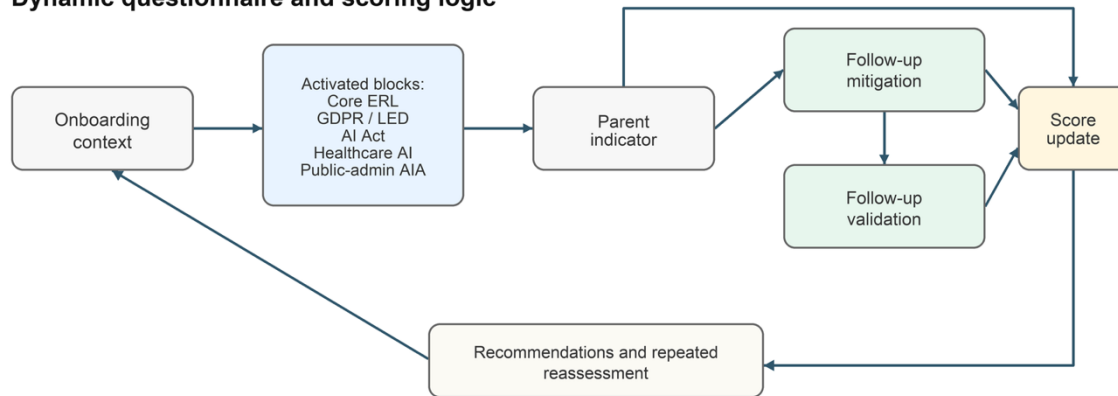 Dynamic questionnaire and scoring logic
Onboarding
context
Activated blocks:
Core ERL
GDPR / LED
AI Act
Healthcare AI
Public-admin AIA
Parent
indicator
Follow-up
mitigation
Follow-up
validation
Score
update
Recommendations and repeated
reassessment